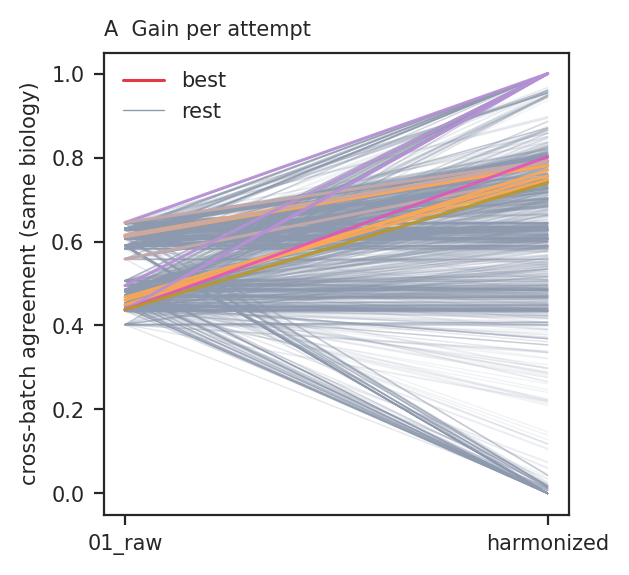 A  Gain per attempt
best
rest
cross-batch agreement (same biology)
1.0
0.8
0.6
0.4
0.2
0.0
01_raw
harmonized